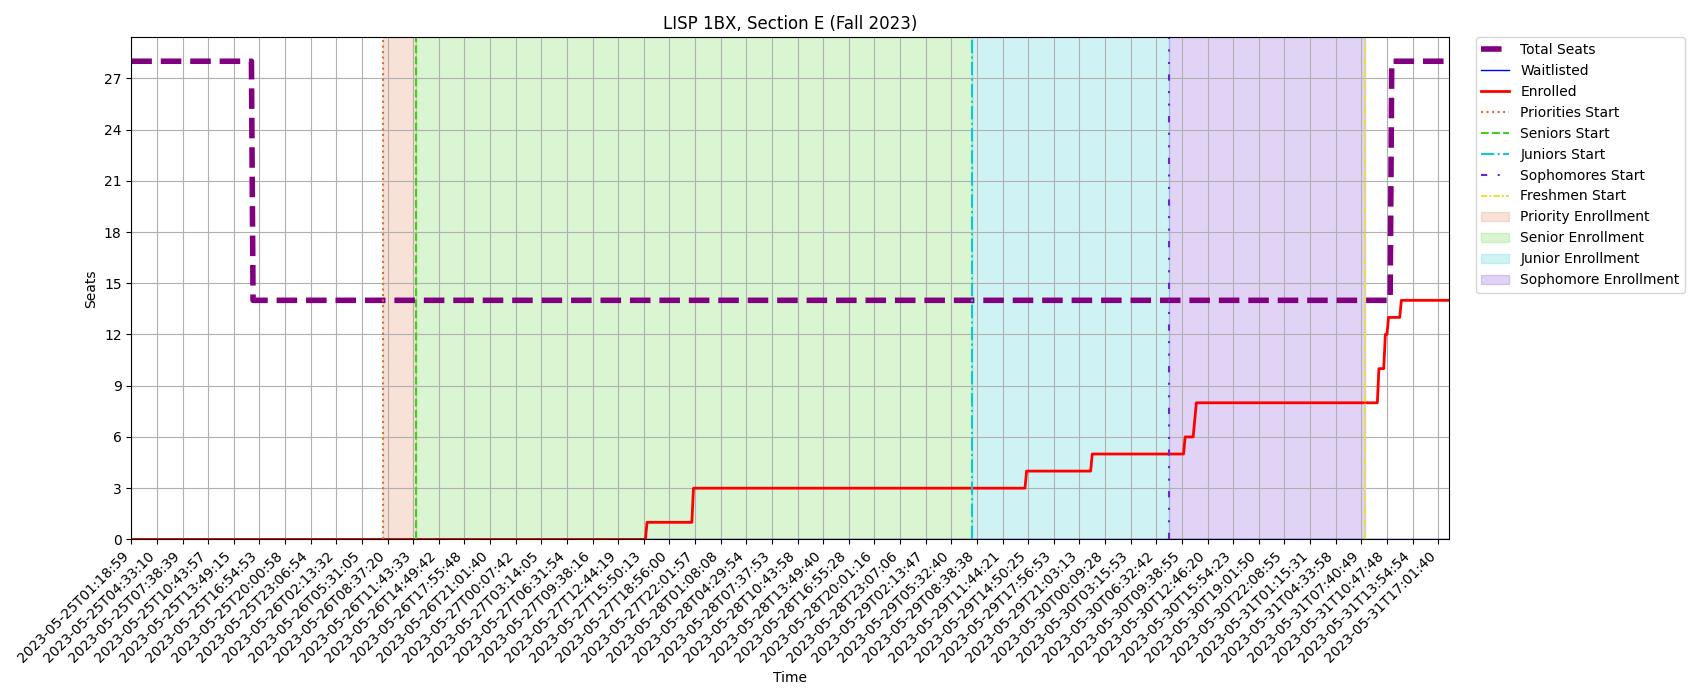 LISP 1BX, Section E (Fall 2023)
Seats
27
24
21
18
15
12
9
6
3
0
2023-05-25T01:18:59
2023-05-25T04:33:10
2023-05-25T07:38:39
2023-05-25T10:43:57
2023-05-25T13:49:15
2023-05-25T16:54:53
2023-05-25T20:00:58
2023-05-25T23:06:54
2023-05-26T02:13:32
2023-05-26T05:31:05
2023-05-26T08:37:20
2023-05-26T11:43:33
2023-05-26T14:49:42
2023-05-26T17:55:48
2023-05-26T21:01:40
2023-05-27T00:07:42
2023-05-27T03:14:05
2023-05-27T06:31:54
2023-05-27T09:38:16
2023-05-27T12:44:19
2023-05-27T15:50:13
2023-05-27T18:56:00
2023-05-27T22:01:57
2023-05-28T01:08:08
2023-05-28T04:29:54
2023-05-28T07:37:53
2023-05-28T10:43:58
2023-05-28T13:49:40
2023-05-28T16:55:28
2023-05-28T20:01:16
2023-05-28T23:07:06
2023-05-29T02:13:47
2023-05-29T05:32:40
2023-05-29T08:38:38
2023-05-29T11:44:21
2023-05-29T14:50:25
2023-05-29T17:56:53
2023-05-29T21:03:13
2023-05-30T00:09:28
2023-05-30T03:15:53
2023-05-30T06:32:42
2023-05-30T09:38:55
2023-05-30T12:46:20
2023-05-30T15:54:23
2023-05-30T19:01:50
2023-05-30T22:08:55
2023-05-31T01:15:31
2023-05-31T04:33:58
2023-05-31T07:40:49
2023-05-31T10:47:48
2023-05-31T13:54:54
2023-05-31T17:01:40
Time
Total Seats
Waitlisted
Enrolled
Priorities Start
Seniors Start
Juniors Start
Sophomores Start
Freshmen Start
Priority Enrollment
Senior Enrollment
Junior Enrollment
Sophomore Enrollment